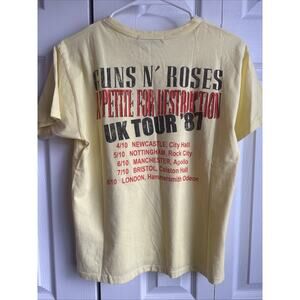 GUNS N' ROSES
APPETITE FOR DESTRUCTION
UK TOUR '87
4/10 NEWCASTLE, City Hall
5/10 NOTTINGHAM, Rock City
6/10 MANCHESTER, Apollo
7/10 BRISTOL, Colston Hall
8/10 LONDON, Hammersmith Odeon